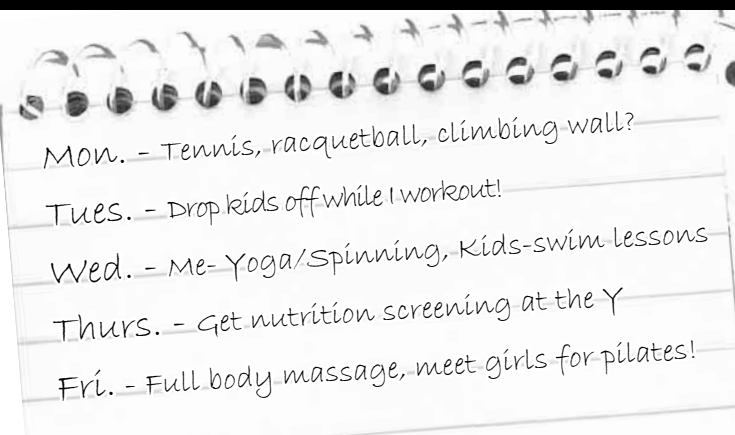 Mon. - Tennis, racquetball, climbing wall?
Tues. - Drop kids off while I workout!
Wed. - Me- Yoga/Spinning, Kids-swim lessons
Thurs. - Get nutrition screening at the Y
Fri. - Full body massage, meet girls for pilates!